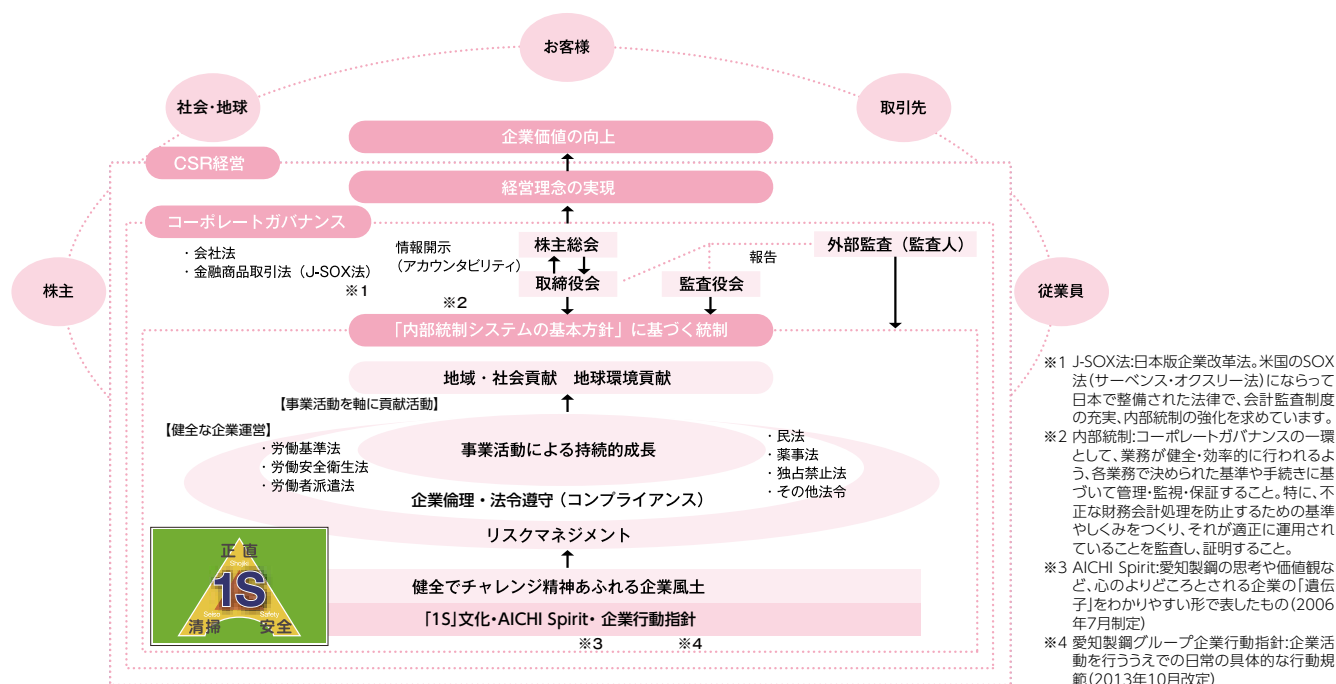 お客様
社会・地球
取引先
企業価値の向上
CSR経営
経営理念の実現
コーポレートガバナンス
・会社法
・金融商品取引法（J-SOX法）
※1
情報開示
（アカウンタビリティ）
※2
株主総会
取締役会
報告
監査役会
外部監査（監査人）
株主
従業員
「内部統制システムの基本方針」に基づく統制
地域・社会貢献　地球環境貢献
【事業活動を軸に貢献活動】
【健全な企業運営】
・労働基準法
・労働安全衛生法
・労働者派遣法
事業活動による持続的成長
・民法
・薬事法
・独占禁止法
・その他法令
企業倫理・法令遵守（コンプライアンス）
リスクマネジメント
正直
Shojiki
1S
Seiso
Safety
清掃
安全
健全でチャレンジ精神あふれる企業風土
「1S」文化・AICHI Spirit・企業行動指針
※3
※4
※1 J-SOX法:日本版企業改革法。米国のSOX
法（サーベンス・オクスリー法）にならって
日本で整備された法律で、会計監査制度
の充実、内部統制の強化を求めています。
※2 内部統制:コーポレートガバナンスの一環
として、業務が健全・効率的に行われるよ
う、各業務で決められた基準や手続きに基
づいて管理・監視・保証すること。特に、不
正な財務会計処理を防止するための基準
やしくみをつくり、それが適正に運用され
ていることを監査し、証明すること。
※3 AICHI Spirit:愛知製鋼の思考や価値観な
ど、心のよりどころとされる企業の「遺伝
子」をわかりやすい形で表したもの（2006
年7月制定）
※4 愛知製鋼グループ企業行動指針:企業活
動を行ううえでの日常の具体的な行動規
範（2013年10月改定）